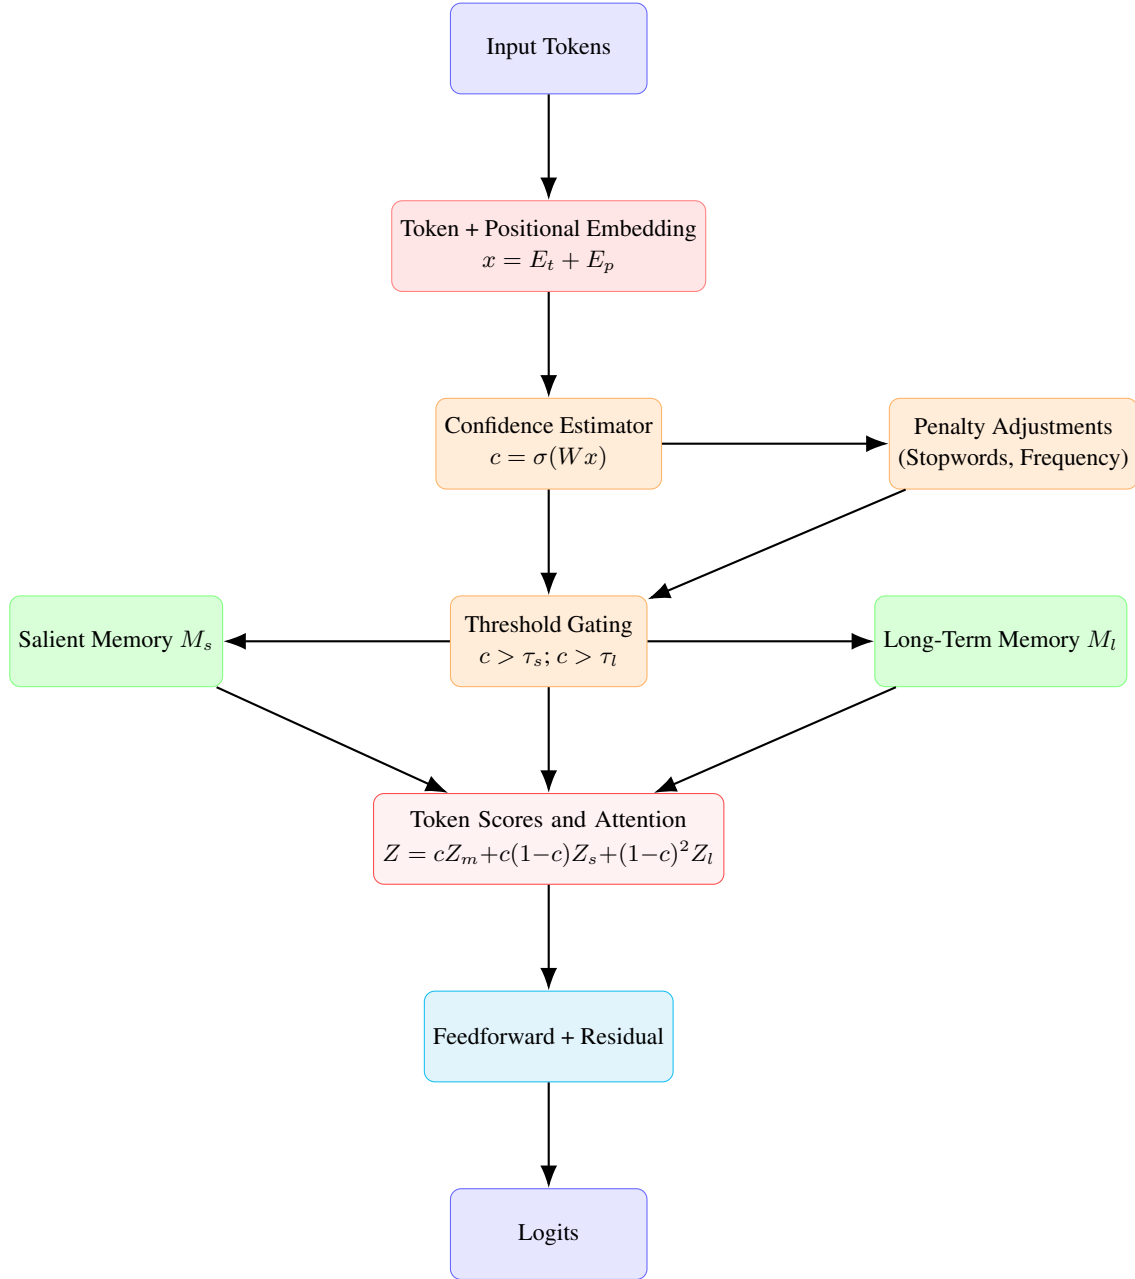 Input Tokens
Token + Positional Embedding
x = E_t + E_p
Confidence Estimator
c = σ(Wx)
Penalty Adjustments
(Stopwords, Frequency)
Salient Memory M_s
Threshold Gating
c > τ_s; c > τ_l
Long-Term Memory M_l
Token Scores and Attention
Z = cZ_m+c(1−c)Z_s+(1−c)^2Z_l
Feedforward + Residual
Logits